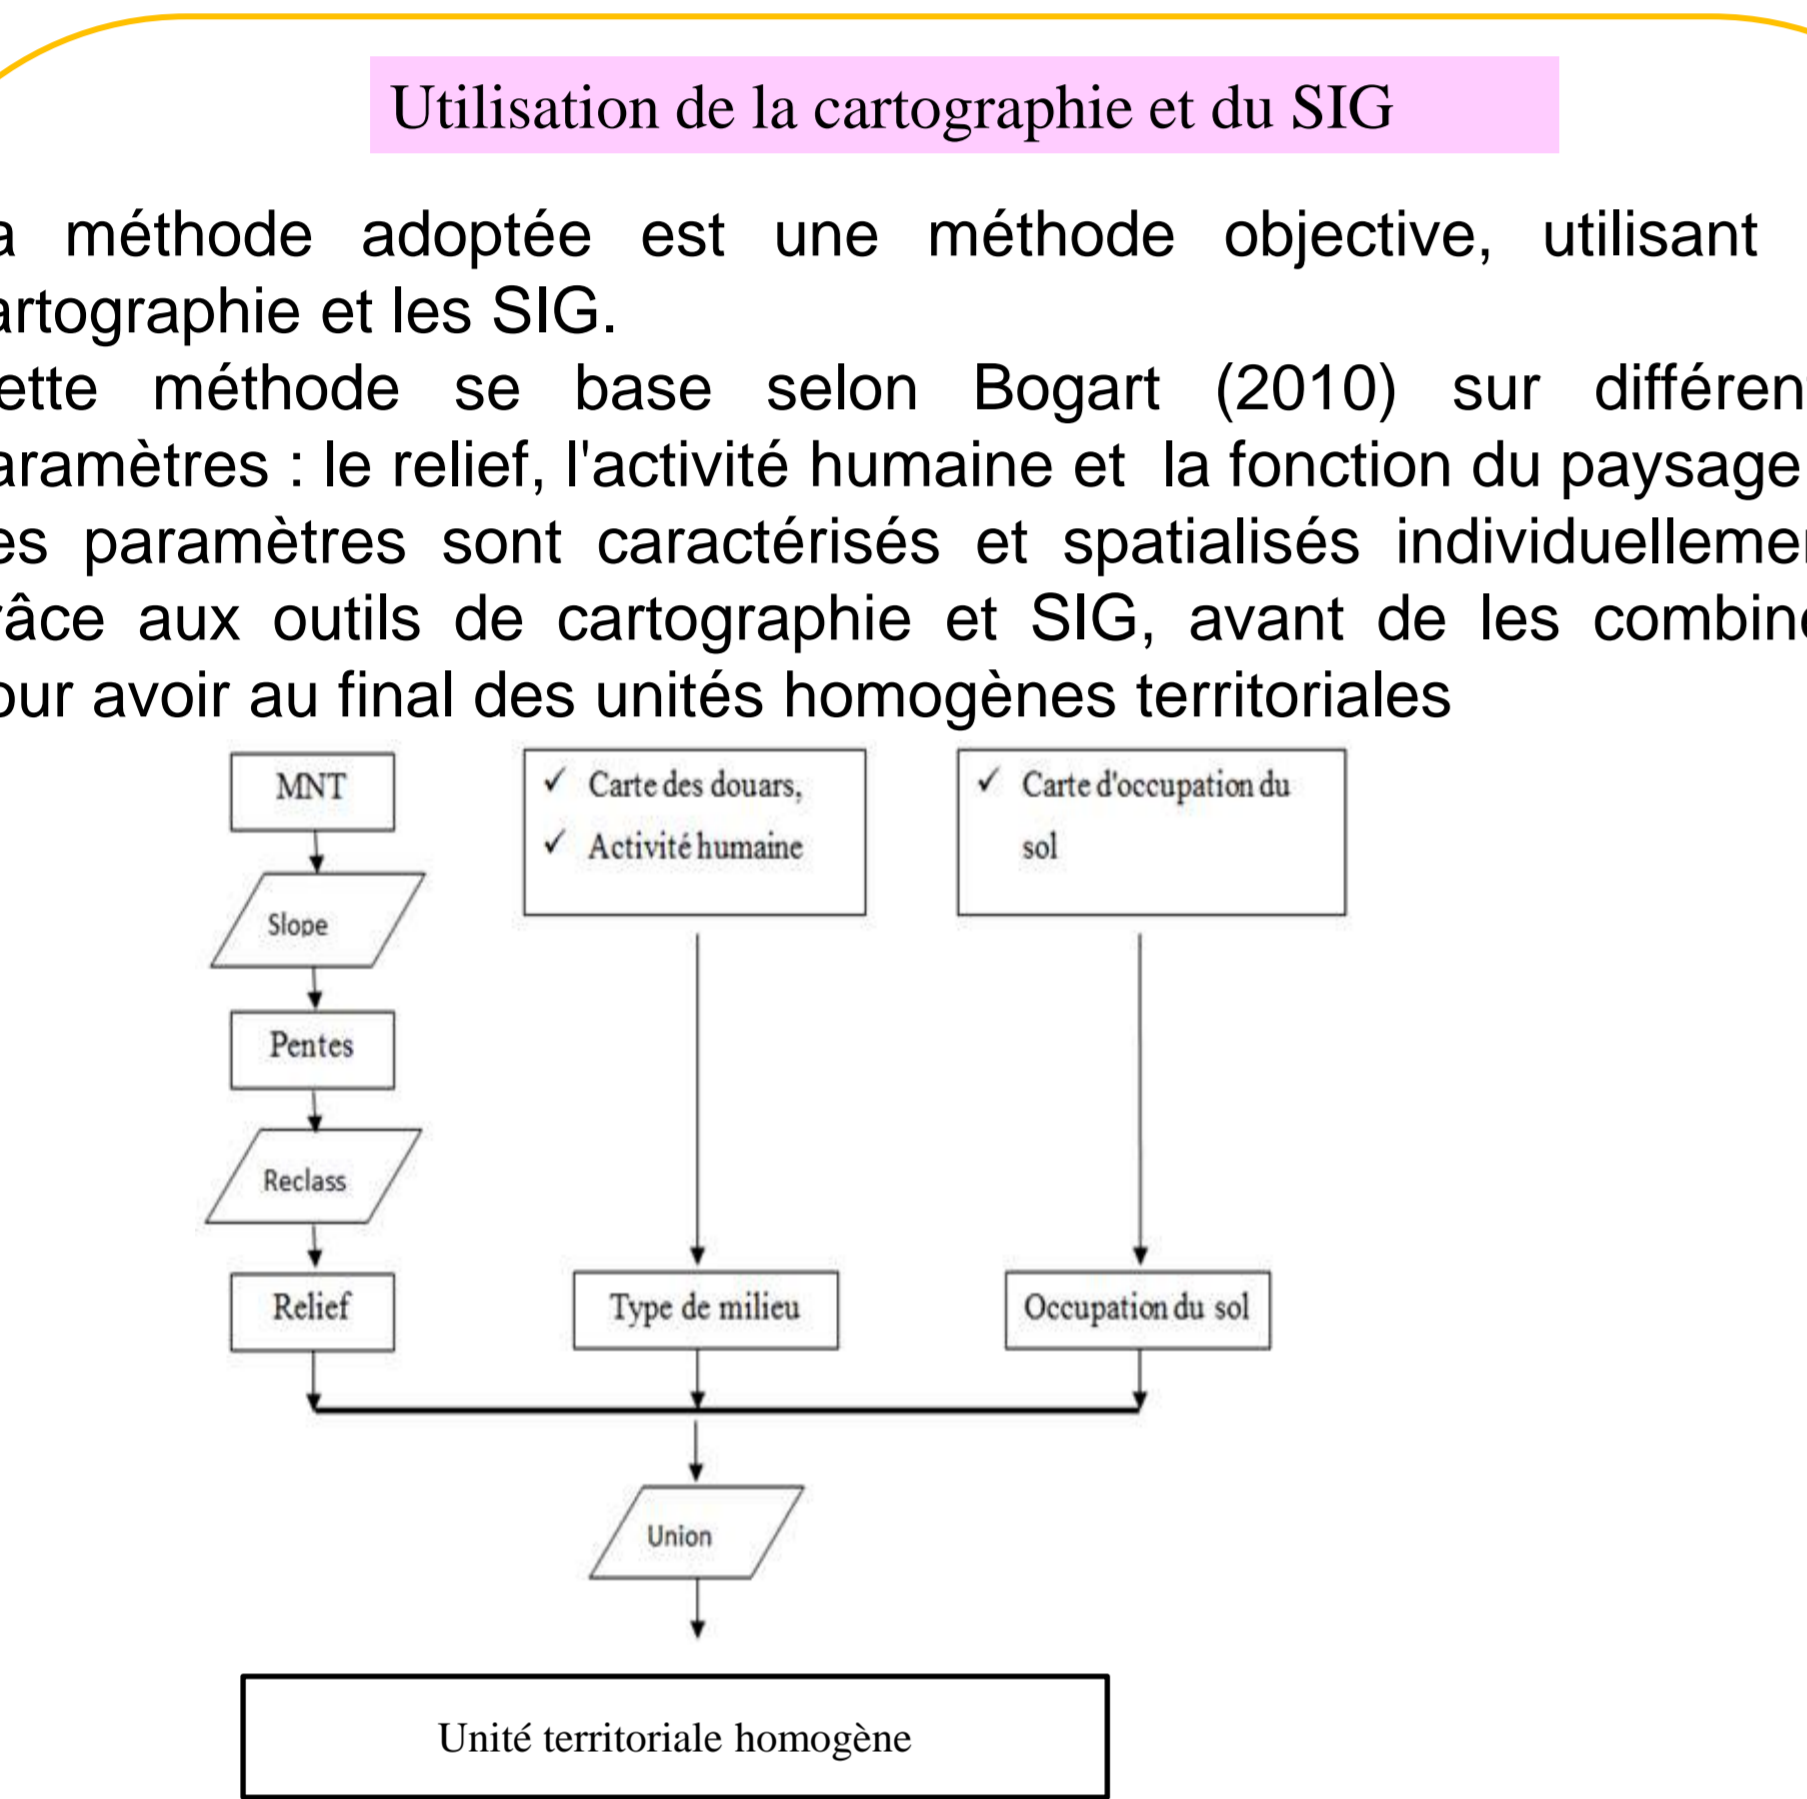 Utilisation de la cartographie et du SIG
a méthode adoptée est une méthode objective, utilisant
artographie et les SIG.
ette méthode se base selon Bogart (2010) sur différen
aramètres : le relief, l'activité humaine et la fonction du paysage
es paramètres sont caractérisés et spatialisés individuelleme
râce aux outils de cartographie et SIG, avant de les combin
our avoir au final des unités homogènes territoriales
MNT
Slope
Pentes
Reclass
Relief
✓ Carte des douars,
✓ Activité humaine
Type de milieu
✓ Carte d'occupation du
sol
Occupation du sol
Union
Unité territoriale homogène